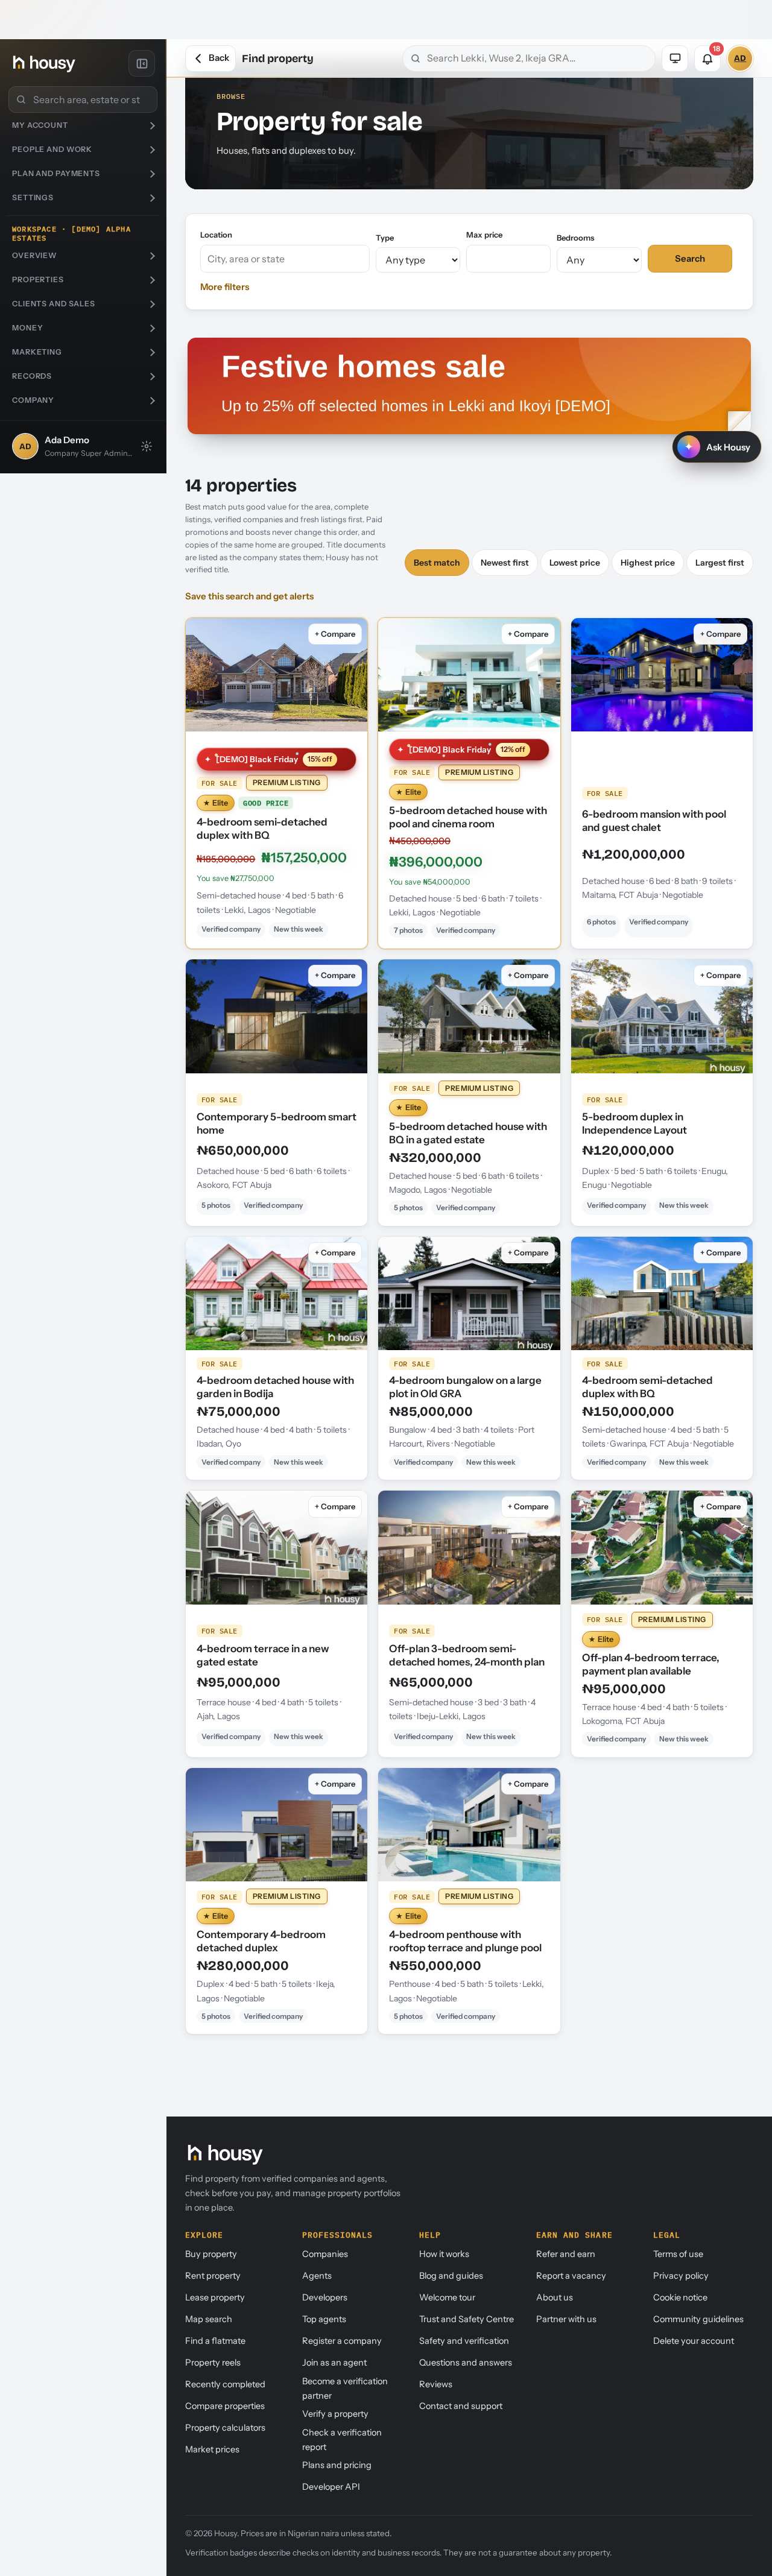 housy
Search area, estate or st
MY ACCOUNT
PEOPLE AND WORK
PLAN AND PAYMENTS
SETTINGS
WORKSPACE · [DEMO] ALPHA
ESTATES
OVERVIEW
PROPERTIES
CLIENTS AND SALES
MONEY
MARKETING
RECORDS
COMPANY
AD
Ada Demo
Company Super Admin...
Back
Find property
Search Lekki, Wuse 2, Ikeja GRA...
18
AD
BROWSE
Property for sale
Houses, flats and duplexes to buy.
Location
Type
Max price
Bedrooms
City, area or state
Any type
Any
Search
More filters
Festive homes sale
Up to 25% off selected homes in Lekki and Ikoyi [DEMO]
Ask Housy
14 properties
Best match puts good value for the area, complete
listings, verified companies and fresh listings first. Paid
promotions and boosts never change this order, and
copies of the same home are grouped. Title documents
are listed as the company states them; Housy has not
verified title.
Best match
Newest first
Lowest price
Highest price
Largest first
Save this search and get alerts
+ Compare
[DEMO] Black Friday 15% off
FOR SALE PREMIUM LISTING
★ Elite GOOD PRICE
4-bedroom semi-detached
duplex with BQ
₦185,000,000 ₦157,250,000
You save ₦27,750,000
Semi-detached house · 4 bed · 5 bath · 6
toilets · Lekki, Lagos · Negotiable
Verified company New this week
+ Compare
[DEMO] Black Friday 12% off
FOR SALE PREMIUM LISTING
★ Elite
5-bedroom detached house with
pool and cinema room
₦450,000,000
₦396,000,000
You save ₦54,000,000
Detached house · 5 bed · 6 bath · 7 toilets ·
Lekki, Lagos · Negotiable
7 photos Verified company
+ Compare
FOR SALE
6-bedroom mansion with pool
and guest chalet
₦1,200,000,000
Detached house · 6 bed · 8 bath · 9 toilets ·
Maitama, FCT Abuja · Negotiable
6 photos Verified company
+ Compare
FOR SALE
Contemporary 5-bedroom smart
home
₦650,000,000
Detached house · 5 bed · 6 bath · 6 toilets ·
Asokoro, FCT Abuja
5 photos Verified company
+ Compare
FOR SALE PREMIUM LISTING
★ Elite
5-bedroom detached house with
BQ in a gated estate
₦320,000,000
Detached house · 5 bed · 6 bath · 6 toilets ·
Magodo, Lagos · Negotiable
5 photos Verified company
+ Compare
housy
FOR SALE
5-bedroom duplex in
Independence Layout
₦120,000,000
Duplex · 5 bed · 5 bath · 6 toilets · Enugu,
Enugu · Negotiable
Verified company New this week
+ Compare
housy
FOR SALE
4-bedroom detached house with
garden in Bodija
₦75,000,000
Detached house · 4 bed · 4 bath · 5 toilets ·
Ibadan, Oyo
Verified company New this week
+ Compare
housy
FOR SALE
4-bedroom bungalow on a large
plot in Old GRA
₦85,000,000
Bungalow · 4 bed · 3 bath · 4 toilets · Port
Harcourt, Rivers · Negotiable
Verified company New this week
+ Compare
FOR SALE
4-bedroom semi-detached
duplex with BQ
₦150,000,000
Semi-detached house · 4 bed · 5 bath · 5
toilets · Gwarinpa, FCT Abuja · Negotiable
Verified company New this week
+ Compare
housy
FOR SALE
4-bedroom terrace in a new
gated estate
₦95,000,000
Terrace house · 4 bed · 4 bath · 5 toilets ·
Ajah, Lagos
Verified company New this week
+ Compare
FOR SALE
Off-plan 3-bedroom semi-
detached homes, 24-month plan
₦65,000,000
Semi-detached house · 3 bed · 3 bath · 4
toilets · Ibeju-Lekki, Lagos
Verified company New this week
+ Compare
FOR SALE PREMIUM LISTING
★ Elite
Off-plan 4-bedroom terrace,
payment plan available
₦95,000,000
Terrace house · 4 bed · 4 bath · 5 toilets ·
Lokogoma, FCT Abuja
Verified company New this week
+ Compare
FOR SALE PREMIUM LISTING
★ Elite
Contemporary 4-bedroom
detached duplex
₦280,000,000
Duplex · 4 bed · 5 bath · 5 toilets · Ikeja,
Lagos · Negotiable
5 photos Verified company
+ Compare
FOR SALE PREMIUM LISTING
★ Elite
4-bedroom penthouse with
rooftop terrace and plunge pool
₦550,000,000
Penthouse · 4 bed · 5 bath · 5 toilets · Lekki,
Lagos · Negotiable
5 photos Verified company
housy
Find property from verified companies and agents,
check before you pay, and manage property portfolios
in one place.
EXPLORE
Buy property
Rent property
Lease property
Map search
Find a flatmate
Property reels
Recently completed
Compare properties
Property calculators
Market prices
PROFESSIONALS
Companies
Agents
Developers
Top agents
Register a company
Join as an agent
Become a verification
partner
Verify a property
Check a verification
report
Plans and pricing
Developer API
HELP
How it works
Blog and guides
Welcome tour
Trust and Safety Centre
Safety and verification
Questions and answers
Reviews
Contact and support
EARN AND SHARE
Refer and earn
Report a vacancy
About us
Partner with us
LEGAL
Terms of use
Privacy policy
Cookie notice
Community guidelines
Delete your account
© 2026 Housy. Prices are in Nigerian naira unless stated.
Verification badges describe checks on identity and business records. They are not a guarantee about any property.